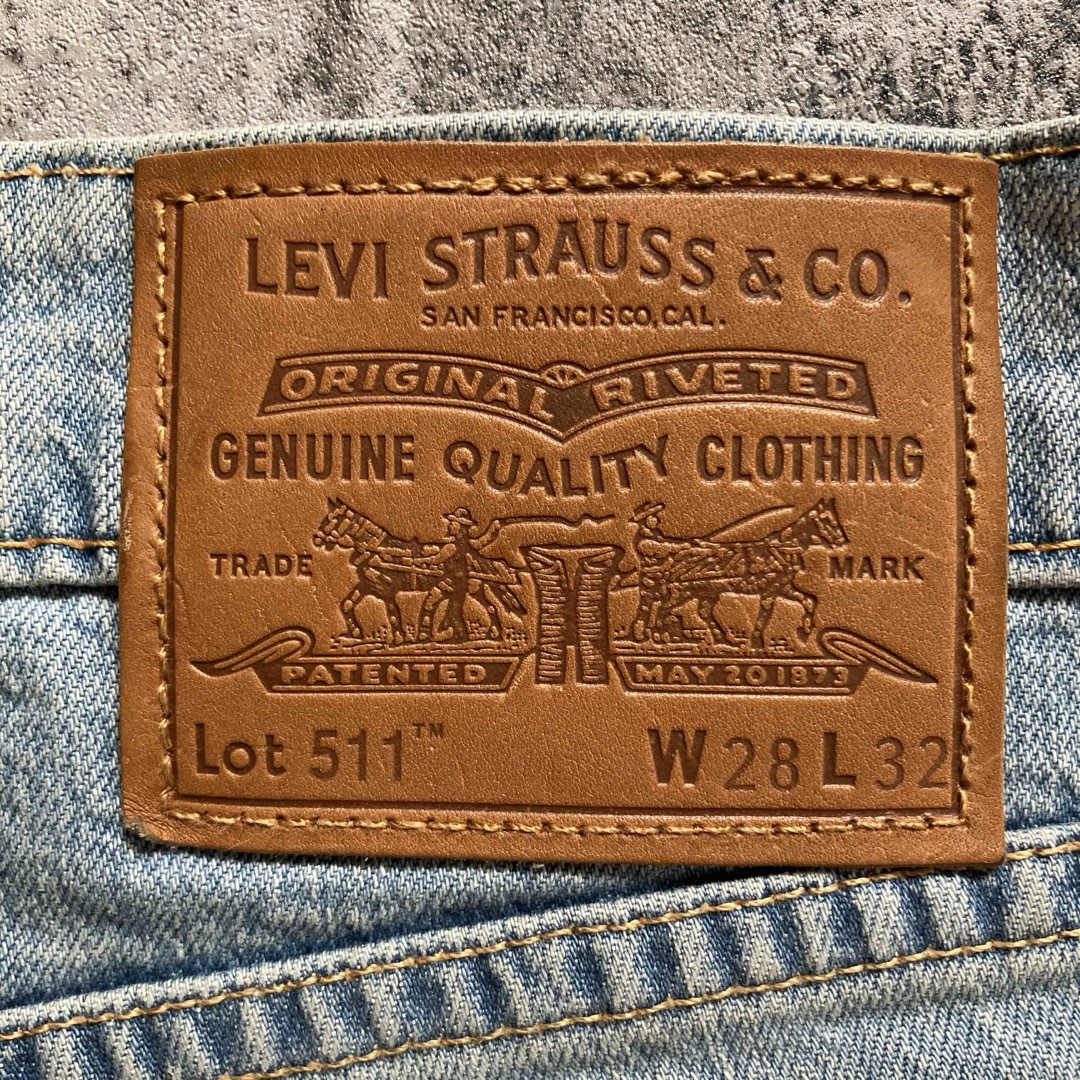 LEVI STRAUSS & CO.
SAN FRANCISCO, CAL.
ORIGINAL RIVETED
GENUINE QUALITY CLOTHING
TRADE MARK
PATENTED MAY 20 1873
Lot 511™ W 28 L 32